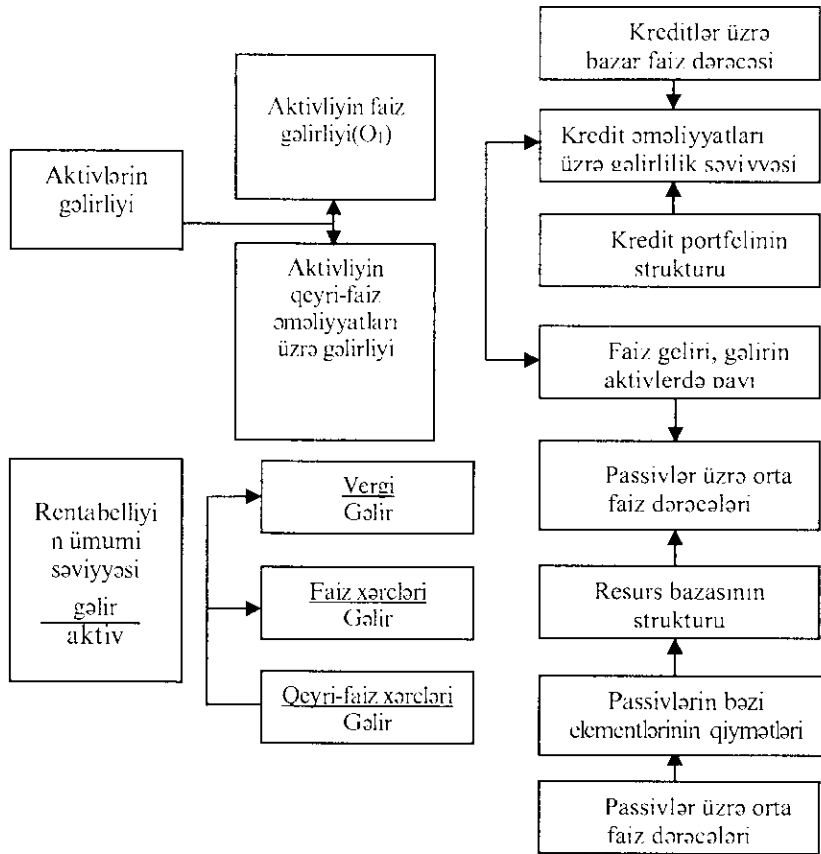 Aktivlərin
gəlirliyi
Aktivliyin faiz
gəlirliyi(O₁)
Aktivliyin
qeyri-faiz
əməliyyatları
üzrə gəlirliyi
Rentabelliyi
n ümumi
səviyyəsi
gəlir
aktiv
Vergi
Gəlir
Faiz xərcləri
Gəlir
Qeyri-faiz xərcləri
Gəlir
Kreditlər üzrə
bazar faiz dərəcəsi
Kredit əməliyyatları
üzrə gəlirlilik səviyyəsi
Kredit portfelinin
strukturu
Faiz geliri, gəlirin
aktivlerdə payı
Passivlər üzrə orta
faiz dərəcələri
Resurs bazasının
strukturu
Passivlərin bəzi
elementlərinin qiymətləri
Passivlər üzrə orta
faiz dərəcələri